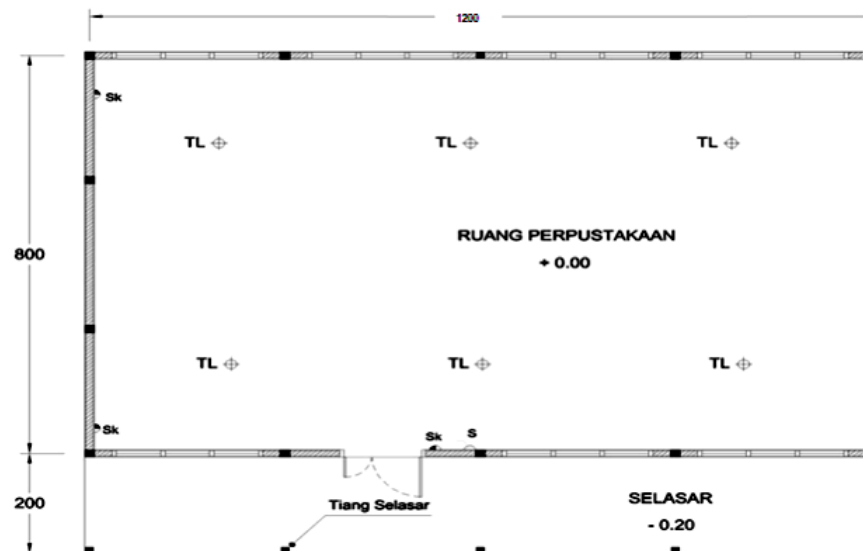 1200
Sk
TL TL TL
RUANG PERPUSTAKAAN
+ 0.00
800
TL TL TL
Sk
Sk S
200
Tiang Selasar
SELASAR
- 0.20